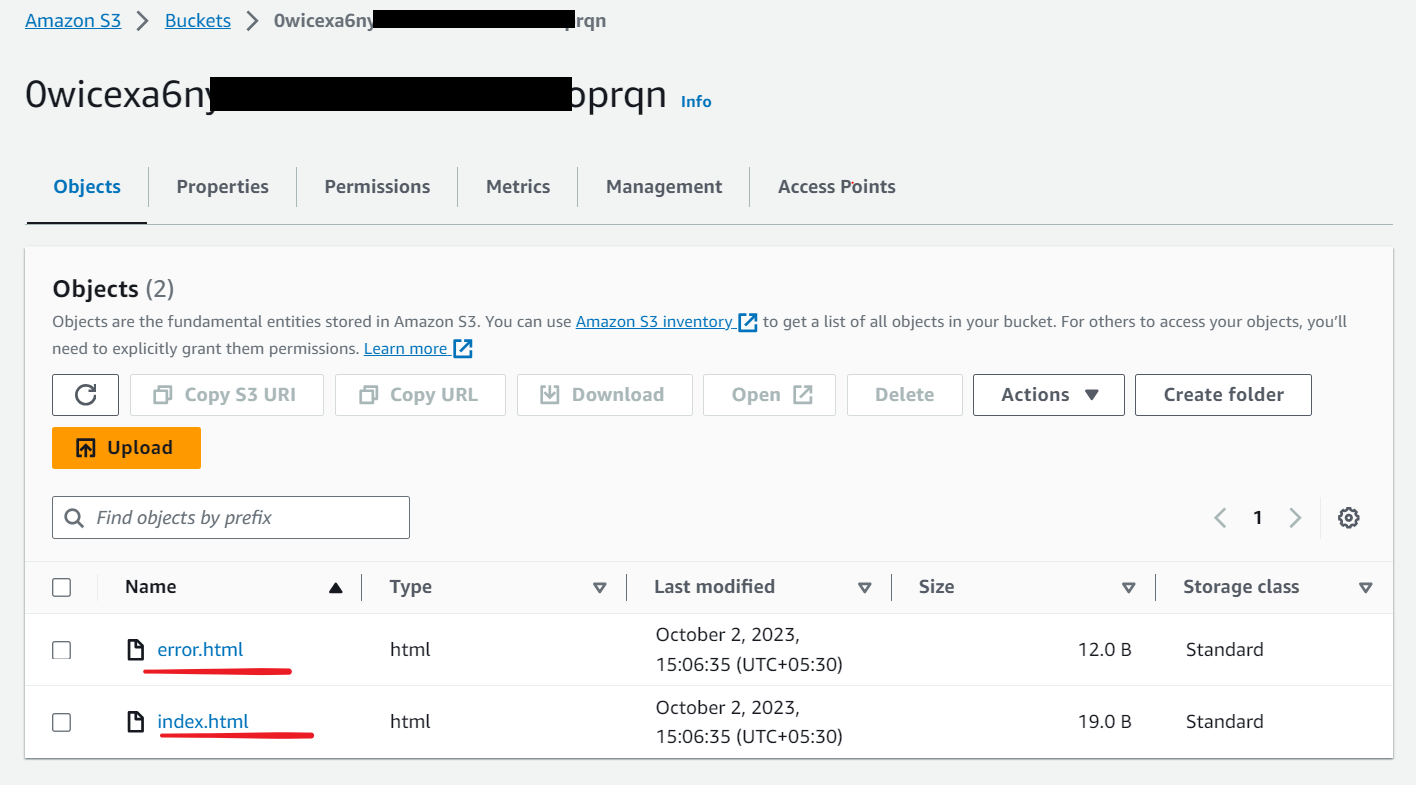 Amazon S3 > Buckets > 0wicexa6ny prqn
0wicexa6ny oprqn Info
Objects Properties Permissions Metrics Management Access Points
Objects (2)
Objects are the fundamental entities stored in Amazon S3. You can use Amazon S3 inventory to get a list of all objects in your bucket. For others to access your objects, you'll
need to explicitly grant them permissions. Learn more
Copy S3 URI Copy URL Download Open Delete Actions Create folder
Upload
Find objects by prefix 1
Name Type Last modified Size Storage class
error.html html October 2, 2023, 15:06:35 (UTC+05:30) 12.0 B Standard
index.html html October 2, 2023, 15:06:35 (UTC+05:30) 19.0 B Standard